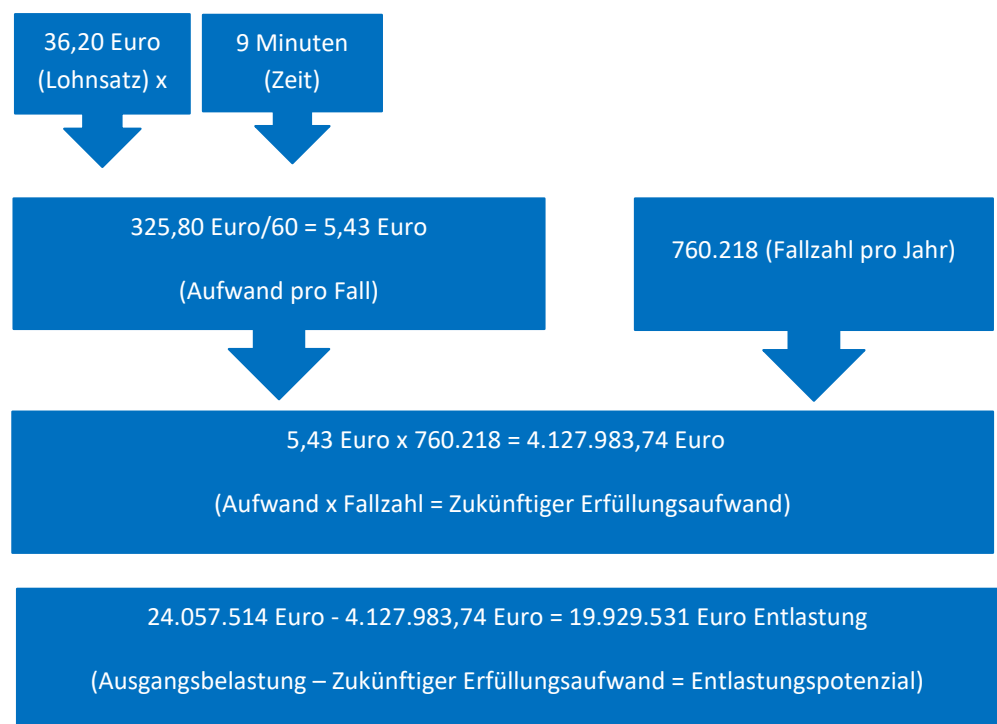 36,20 Euro
(Lohnsatz) x
9 Minuten
(Zeit)
325,80 Euro/60 = 5,43 Euro
(Aufwand pro Fall)
760.218 (Fallzahl pro Jahr)
5,43 Euro x 760.218 = 4.127.983,74 Euro
(Aufwand x Fallzahl = Zukünftiger Erfüllungsaufwand)
24.057.514 Euro - 4.127.983,74 Euro = 19.929.531 Euro Entlastung
(Ausgangsbelastung – Zukünftiger Erfüllungsaufwand = Entlastungspotenzial)